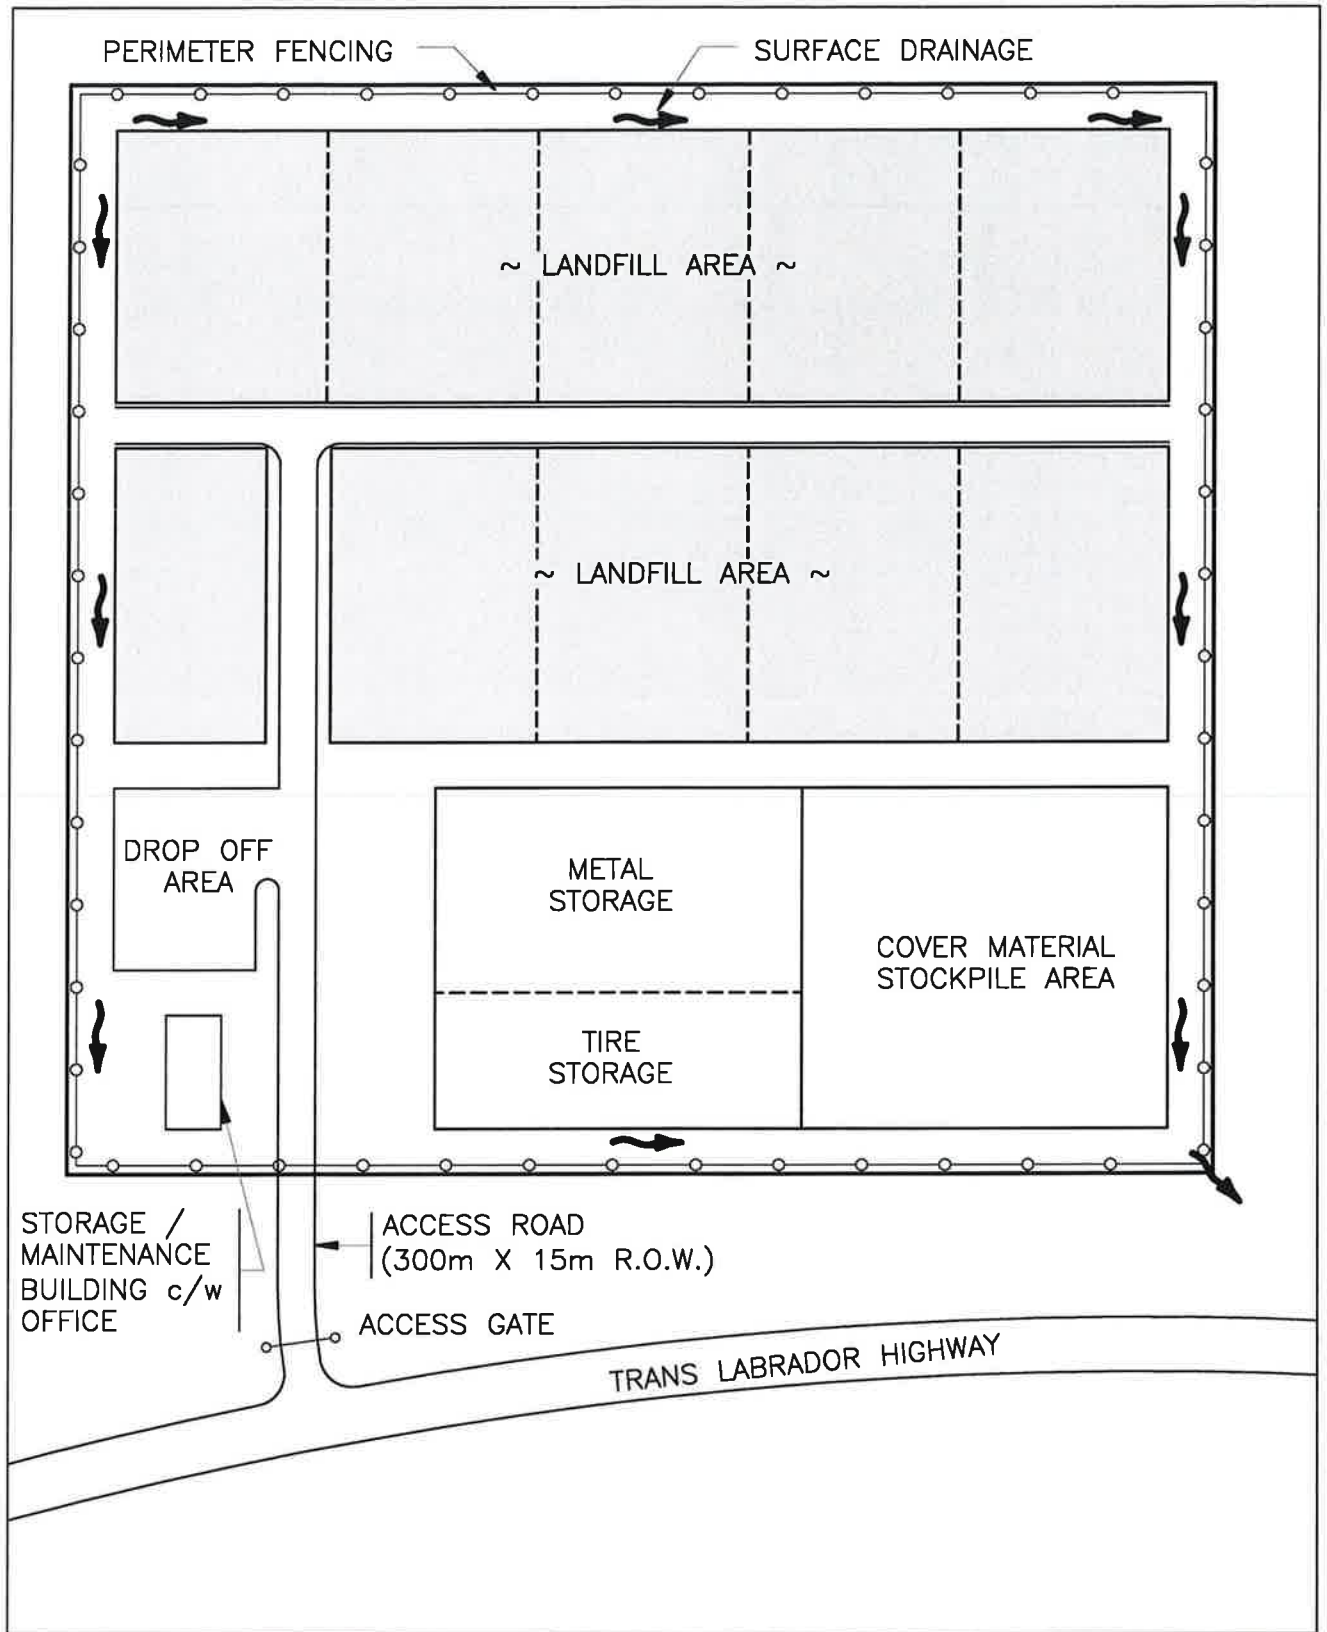 PERIMETER FENCING
SURFACE DRAINAGE
~ LANDFILL AREA ~
~ LANDFILL AREA ~
DROP OFF
AREA
METAL
STORAGE
COVER MATERIAL
STOCKPILE AREA
TIRE
STORAGE
STORAGE /
MAINTENANCE
BUILDING c/w
OFFICE
ACCESS ROAD
(300m X 15m R.O.W.)
ACCESS GATE
TRANS LABRADOR HIGHWAY